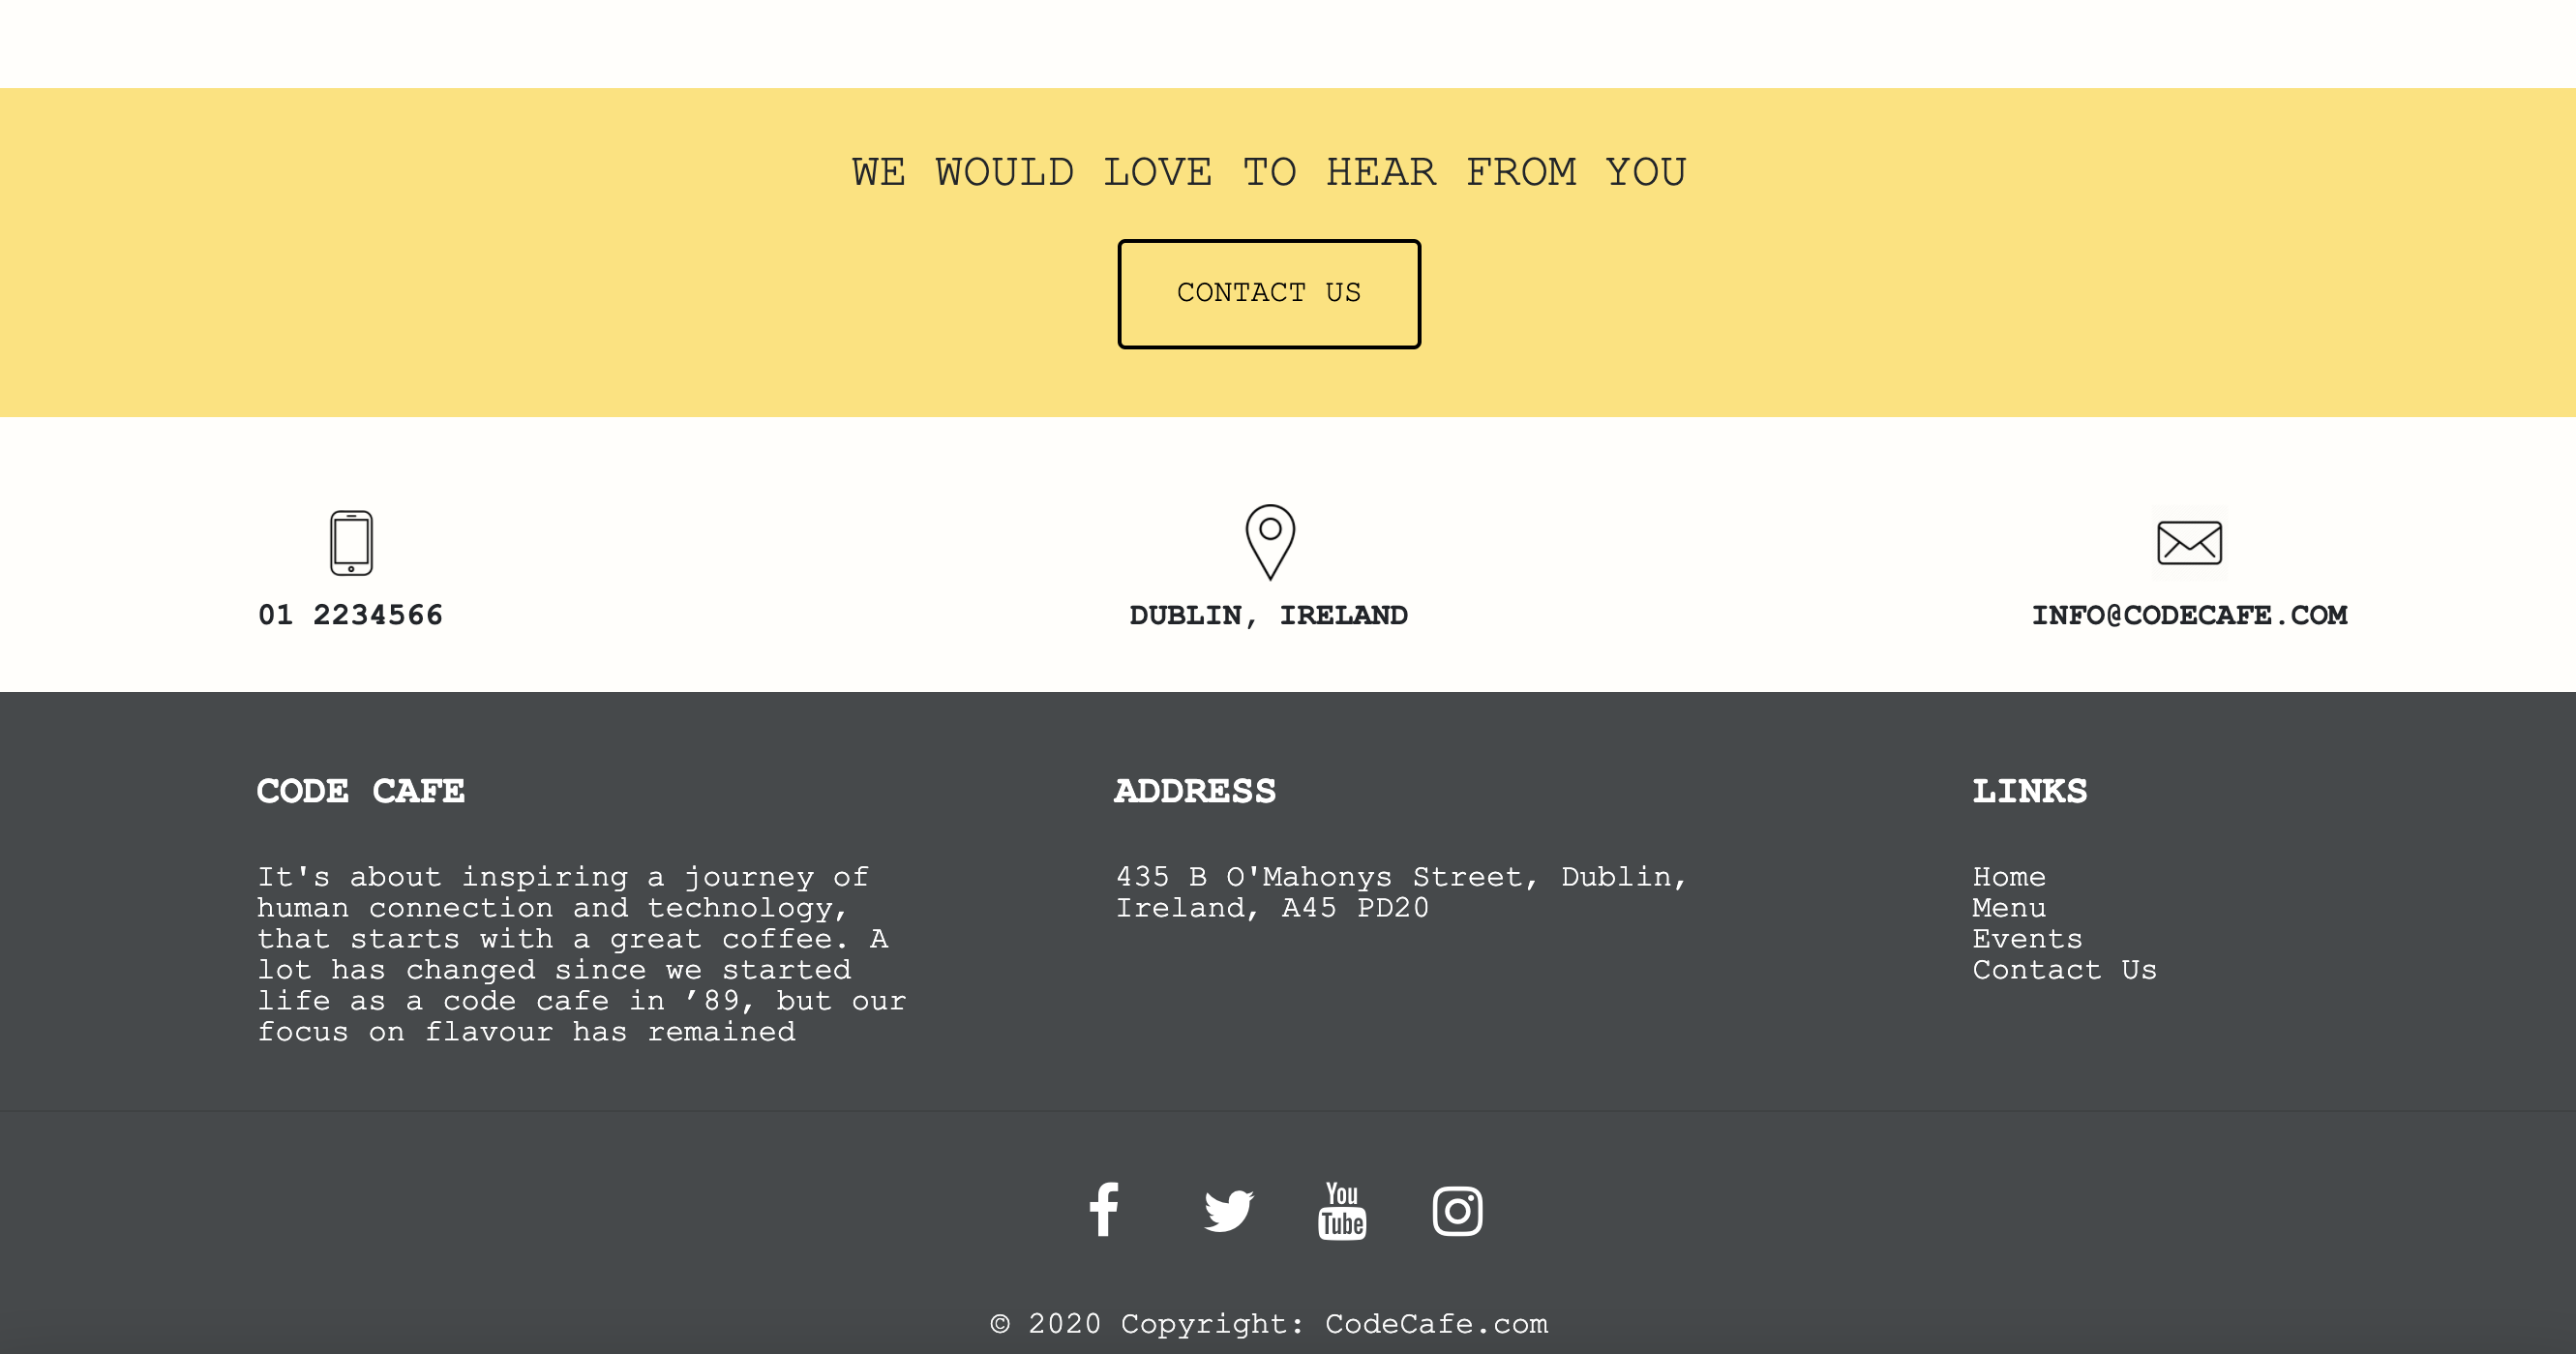 WE WOULD LOVE TO HEAR FROM YOU
CONTACT US
01 2234566
DUBLIN, IRELAND
INFO@CODECAFE.COM
CODE CAFE
It's about inspiring a journey of
human connection and technology,
that starts with a great coffee. A
lot has changed since we started
life as a code cafe in ’89, but our
focus on flavour has remained
ADDRESS
435 B O'Mahonys Street, Dublin,
Ireland, A45 PD20
LINKS
Home
Menu
Events
Contact Us
You
Tube
© 2020 Copyright: CodeCafe.com